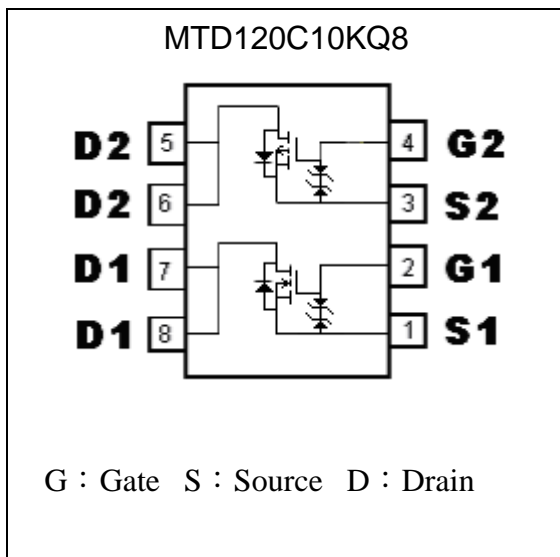 MTD120C10KQ8
D2 5 4 G2
D2 6 3 S2
D1 7 2 G1
D1 8 1 S1
G：Gate S：Source D：Drain